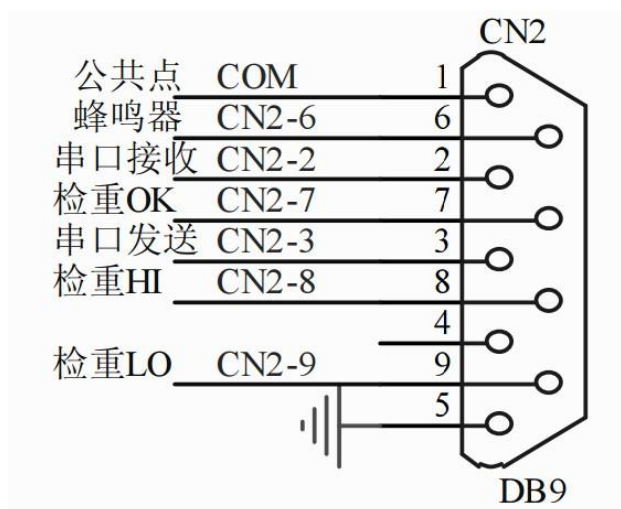 CN2
公共点 COM 1
蜂鸣器 CN2-6 6
串口接收 CN2-2 2
检重OK CN2-7 7
串口发送 CN2-3 3
检重HI CN2-8 8
4
检重LO CN2-9 9
5
DB9